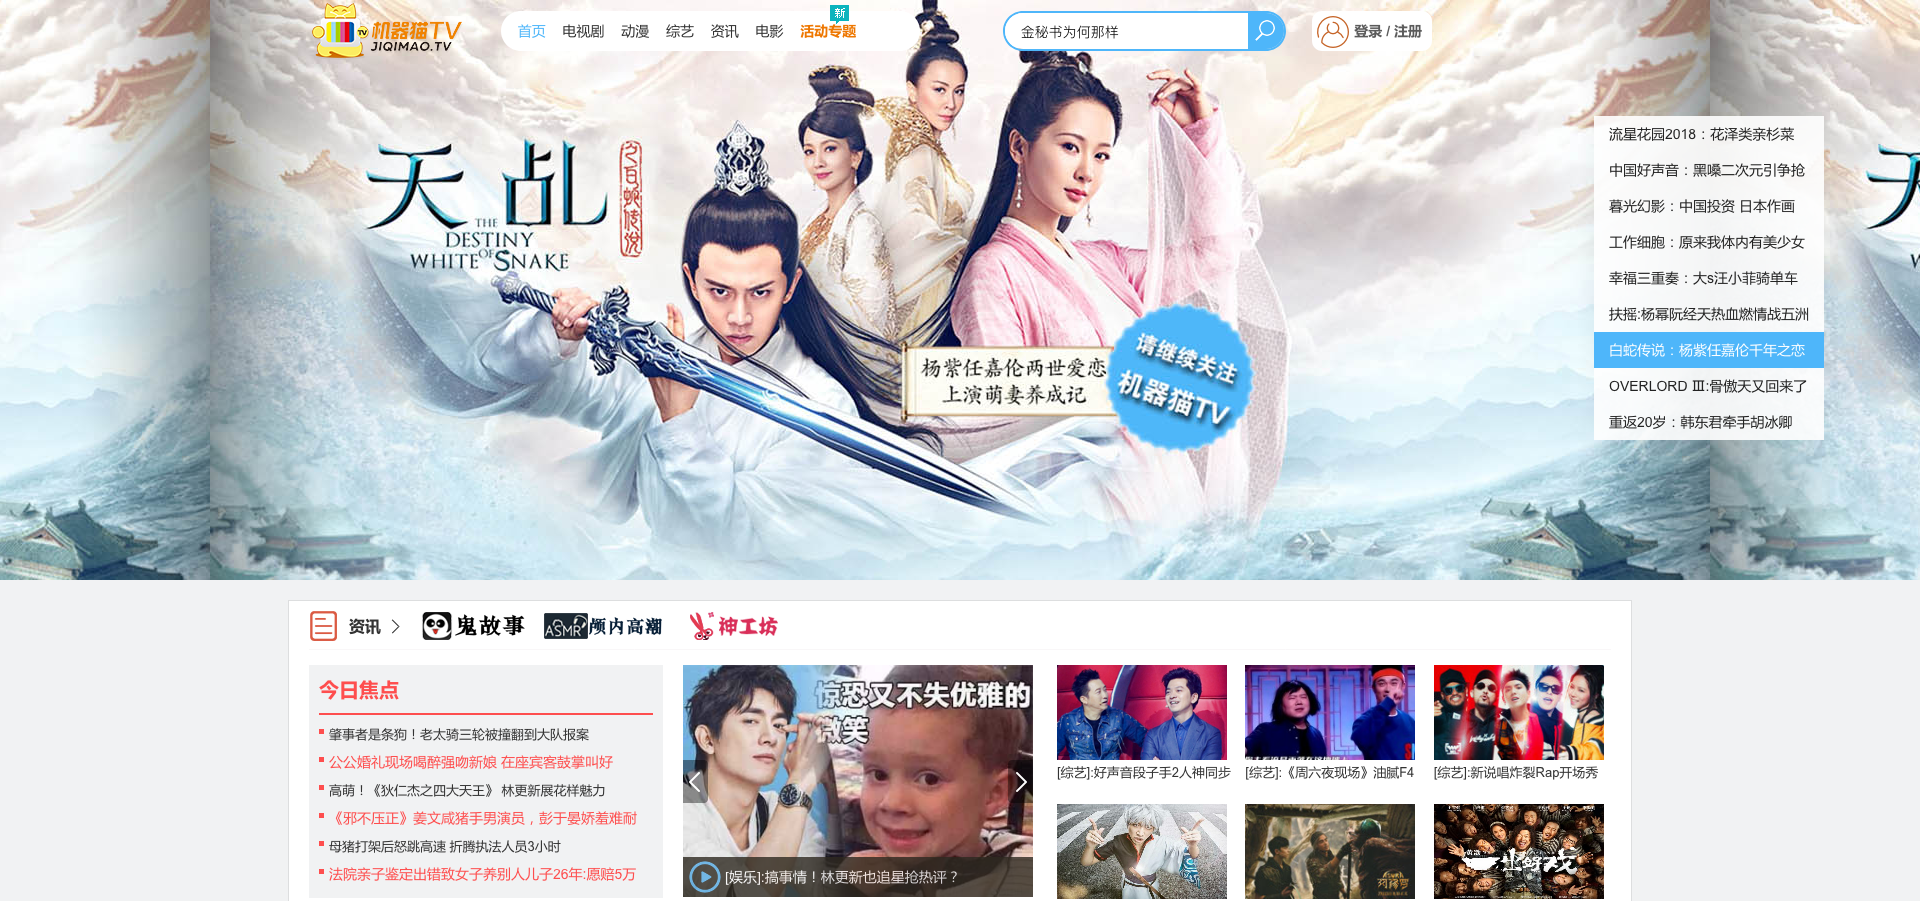 机器猫TV
JIQIMAO.TV
首页 电视剧 动漫 综艺 资讯 电影 活动专题
新
金秘书为何那样
登录 / 注册
天乩
之白蛇传说
THE
DESTINY
OF
WHITE SNAKE
杨紫任嘉伦两世爱恋
上演萌妻养成记
请继续关注
机器猫TV
流星花园2018：花泽类亲杉菜
中国好声音：黑嗓二次元引争抢
暮光幻影：中国投资 日本作画
工作细胞：原来我体内有美少女
幸福三重奏：大s汪小菲骑单车
扶摇:杨幂阮经天热血燃情战五洲
白蛇传说：杨紫任嘉伦千年之恋
OVERLORD Ⅲ:骨傲天又回来了
重返20岁：韩东君牵手胡冰卿
资讯
鬼故事
ASMR 颅内高潮
神工坊
今日焦点
肇事者是条狗！老太骑三轮被撞翻到大队报案
公公婚礼现场喝醉强吻新娘 在座宾客鼓掌叫好
高萌！《狄仁杰之四大天王》 林更新展花样魅力
《邪不压正》姜文咸猪手男演员，彭于晏娇羞难耐
母猪打架后怒跳高速 折腾执法人员3小时
法院亲子鉴定出错致女子养别人儿子26年:愿赔5万
惊恐又不失优雅的
微笑
[娱乐]:搞事情！林更新也追星抢热评？
[综艺]:好声音段子手2人神同步
[综艺]:《周六夜现场》油腻F4
[综艺]:新说唱炸裂Rap开场秀
阿修罗
一出好戏